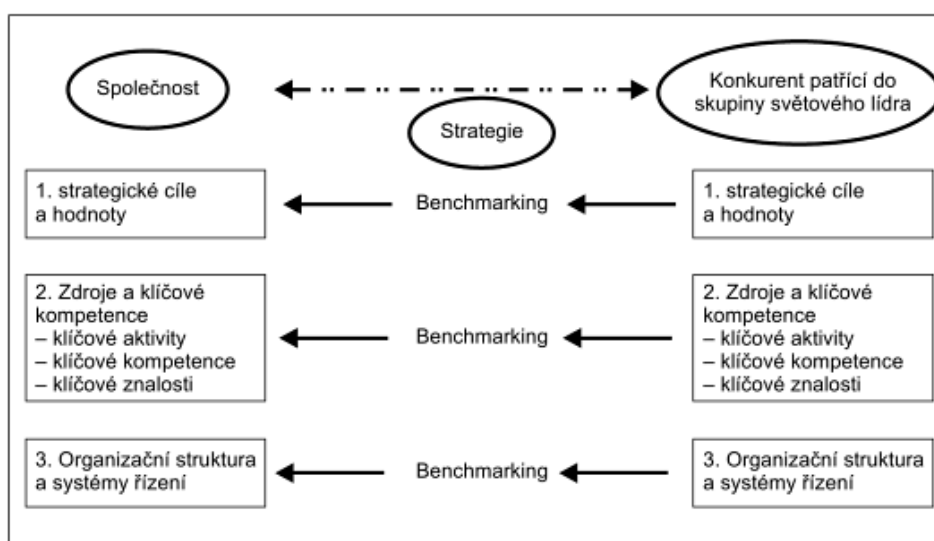 Společnost
Konkurent patřící do
skupiny světového lídra
Strategie
1. strategické cíle
a hodnoty
Benchmarking
1. strategické cíle
a hodnoty
2. Zdroje a klíčové
kompetence
– klíčové aktivity
– klíčové kompetence
– klíčové znalosti
Benchmarking
2. Zdroje a klíčové
kompetence
– klíčové aktivity
– klíčové kompetence
– klíčové znalosti
3. Organizační struktura
a systémy řízení
Benchmarking
3. Organizační struktura
a systémy řízení